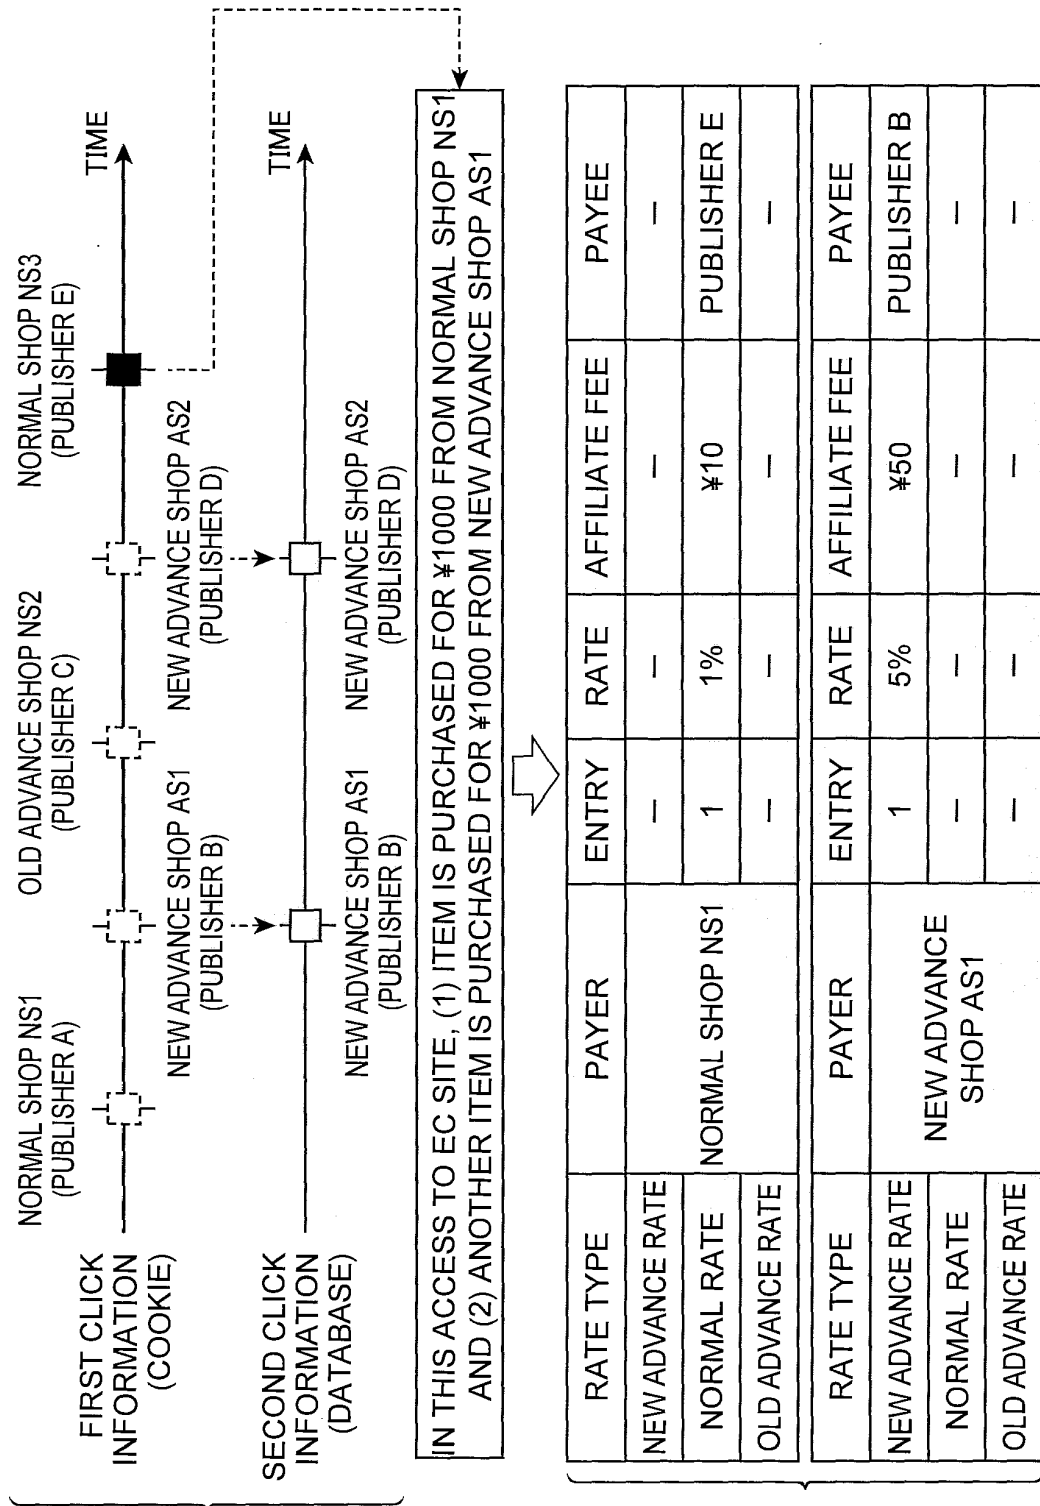 NORMAL SHOP NS1
(PUBLISHER A)
OLD ADVANCE SHOP NS2
(PUBLISHER C)
NORMAL SHOP NS3
(PUBLISHER E)
FIRST CLICK
INFORMATION
(COOKIE)
TIME
NEW ADVANCE SHOP AS1
(PUBLISHER B)
NEW ADVANCE SHOP AS2
(PUBLISHER D)
SECOND CLICK
INFORMATION
(DATABASE)
TIME
NEW ADVANCE SHOP AS1
(PUBLISHER B)
NEW ADVANCE SHOP AS2
(PUBLISHER D)
IN THIS ACCESS TO EC SITE, (1) ITEM IS PURCHASED FOR ¥1000 FROM NORMAL SHOP NS1
AND (2) ANOTHER ITEM IS PURCHASED FOR ¥1000 FROM NEW ADVANCE SHOP AS1
RATE TYPE PAYER ENTRY RATE AFFILIATE FEE PAYEE
NEW ADVANCE RATE – – – –
NORMAL RATE NORMAL SHOP NS1 1 1% ¥10 PUBLISHER E
OLD ADVANCE RATE – – – –
RATE TYPE PAYER ENTRY RATE AFFILIATE FEE PAYEE
NEW ADVANCE RATE NEW ADVANCE SHOP AS1 1 5% ¥50 PUBLISHER B
NORMAL RATE – – – –
OLD ADVANCE RATE – – – –